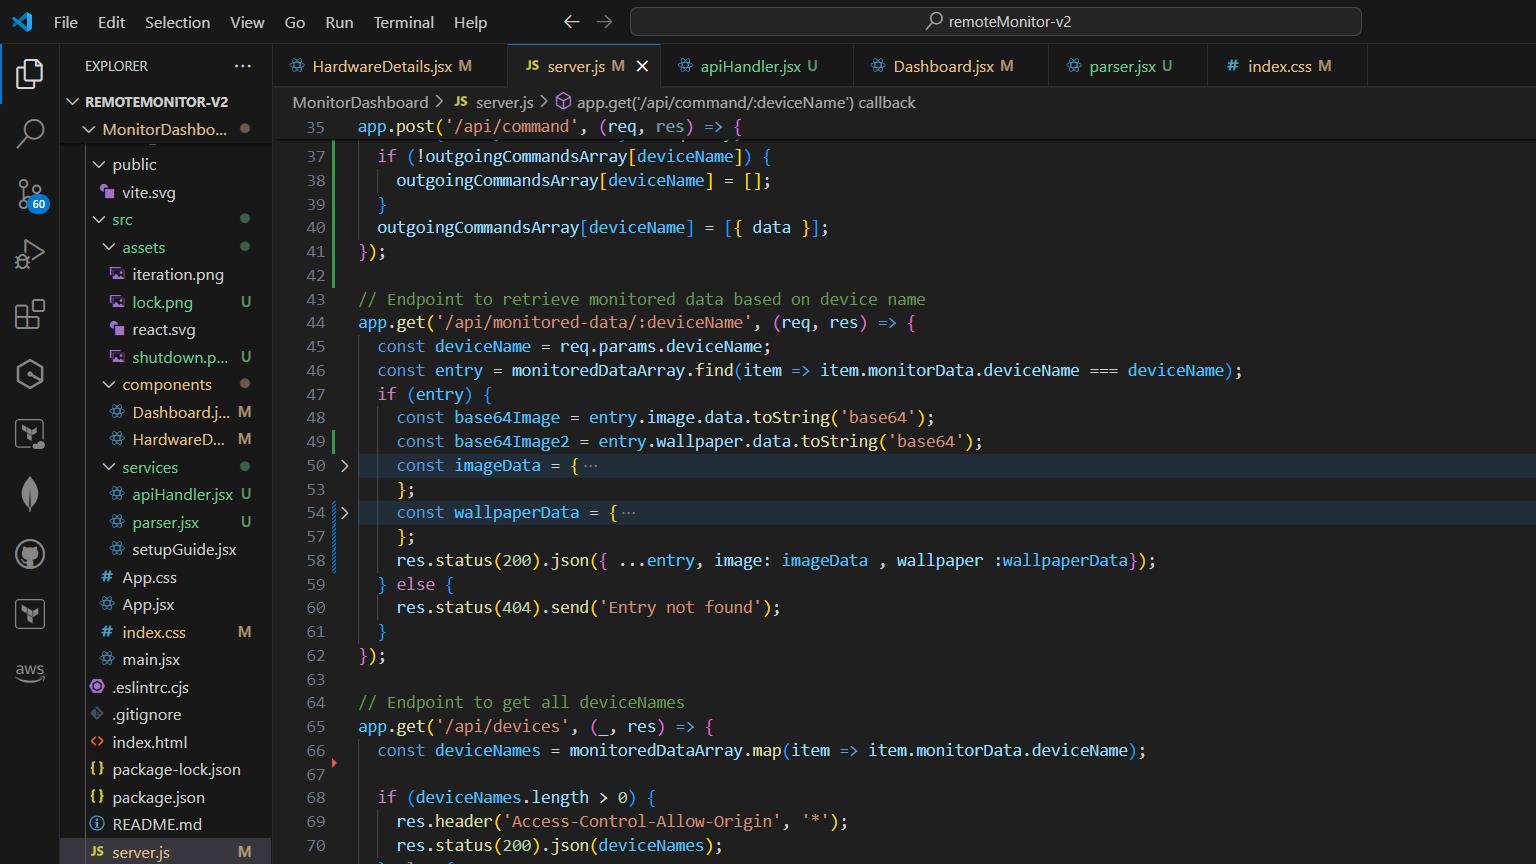 File Edit Selection View Go Run Terminal Help
remoteMonitor-v2
EXPLORER
HardwareDetails.jsx M
JS server.js M
apiHandler.jsx U
Dashboard.jsx M
parser.jsx U
# index.css M
REMOTEMONITOR-V2
MonitorDashbo...
public
vite.svg
src
assets
iteration.png
lock.png U
react.svg
shutdown.p... U
components
Dashboard.j... M
HardwareD... M
services
apiHandler.jsx U
parser.jsx U
setupGuide.jsx
# App.css
App.jsx
# index.css M
main.jsx
.eslintrc.cjs
.gitignore
<> index.html
{} package-lock.json
{} package.json
README.md
JS server.js M
60
aws
MonitorDashboard > JS server.js > app.get('/api/command/:deviceName') callback
35 app.post('/api/command', (req, res) => {
37 if (!outgoingCommandsArray[deviceName]) {
38 outgoingCommandsArray[deviceName] = [];
39 }
40 outgoingCommandsArray[deviceName] = [{ data }];
41 });
42
43 // Endpoint to retrieve monitored data based on device name
44 app.get('/api/monitored-data/:deviceName', (req, res) => {
45 const deviceName = req.params.deviceName;
46 const entry = monitoredDataArray.find(item => item.monitorData.deviceName === deviceName);
47 if (entry) {
48 const base64Image = entry.image.data.toString('base64');
49 const base64Image2 = entry.wallpaper.data.toString('base64');
50 const imageData = {···
53 };
54 const wallpaperData = {···
57 };
58 res.status(200).json({ ...entry, image: imageData , wallpaper :wallpaperData});
59 } else {
60 res.status(404).send('Entry not found');
61 }
62 });
63
64 // Endpoint to get all deviceNames
65 app.get('/api/devices', (_, res) => {
66 const deviceNames = monitoredDataArray.map(item => item.monitorData.deviceName);
67
68 if (deviceNames.length > 0) {
69 res.header('Access-Control-Allow-Origin', '*');
70 res.status(200).json(deviceNames);